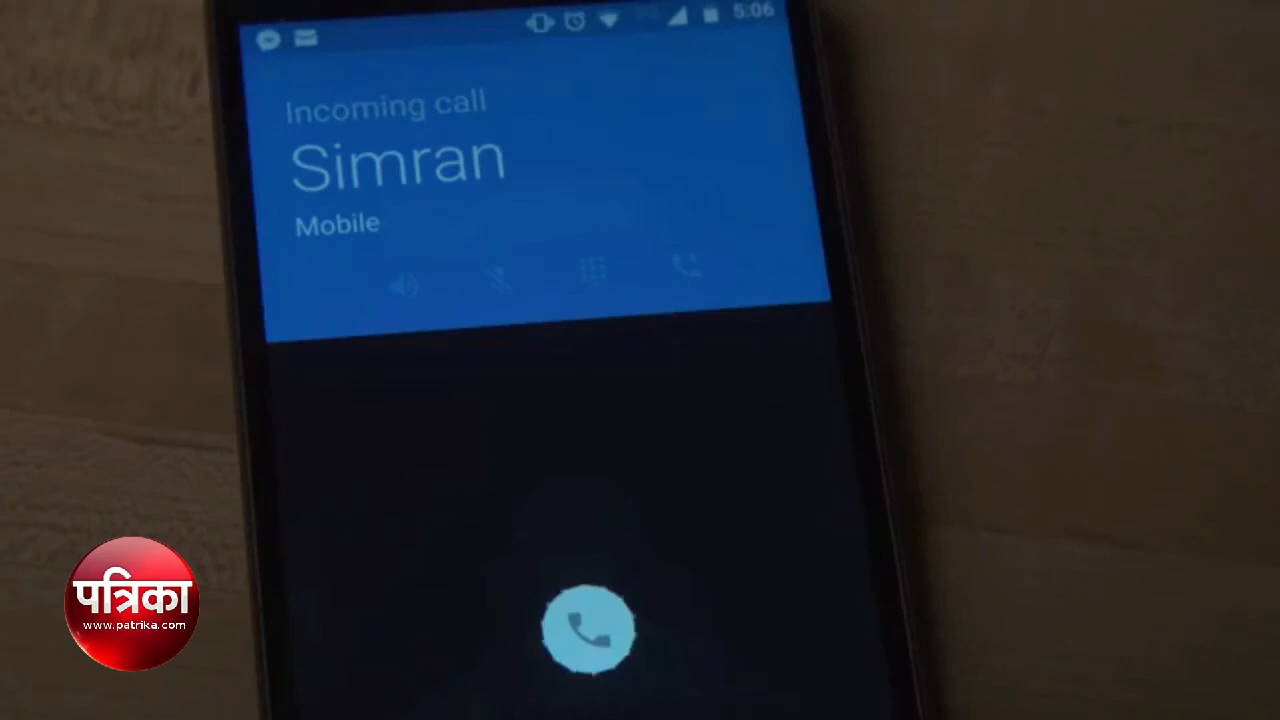 5:06
Incoming call
Simran
Mobile
पत्रिका
www.patrika.com